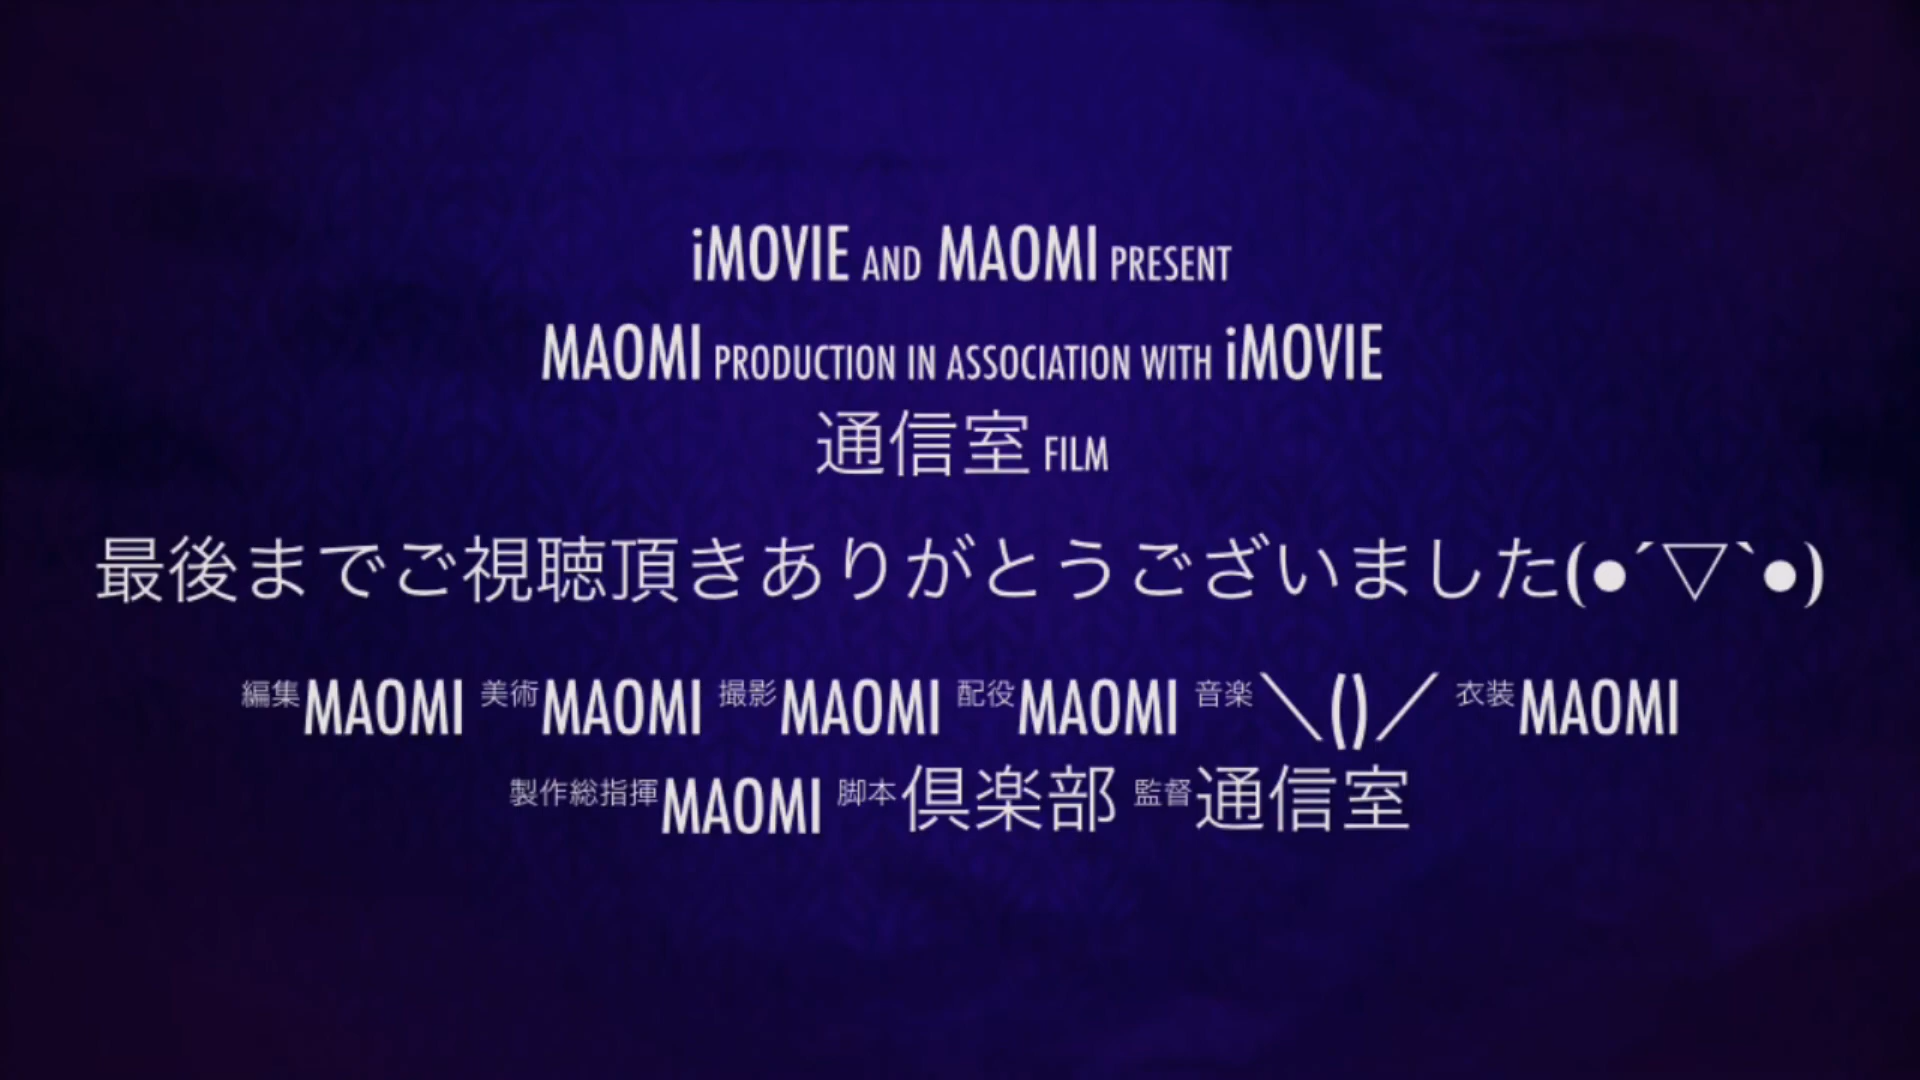 iMOVIE AND MAOMI PRESENT
MAOMI PRODUCTION IN ASSOCIATION WITH iMOVIE
通信室 FILM
最後までご視聴頂きありがとうございました(●´▽`●)
編集MAOMI 美術MAOMI 撮影MAOMI 配役MAOMI 音楽＼()／ 衣装MAOMI
製作総指揮MAOMI 脚本倶楽部 監督通信室